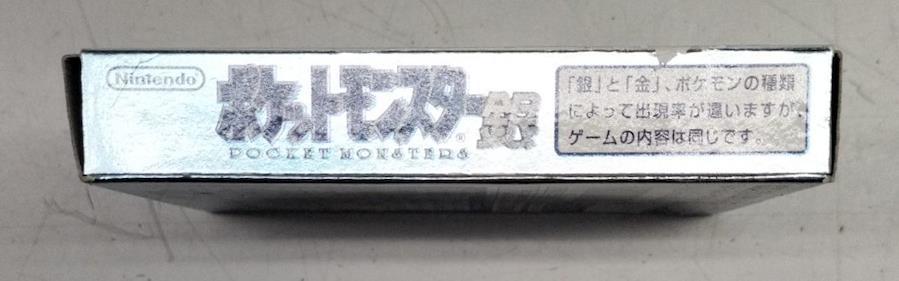 Nintendo
ポケットモンスター銀
POCKET MONSTERS
「銀」と「金」、ポケモンの種類
によって出現率が違いますが、
ゲームの内容は同じです。